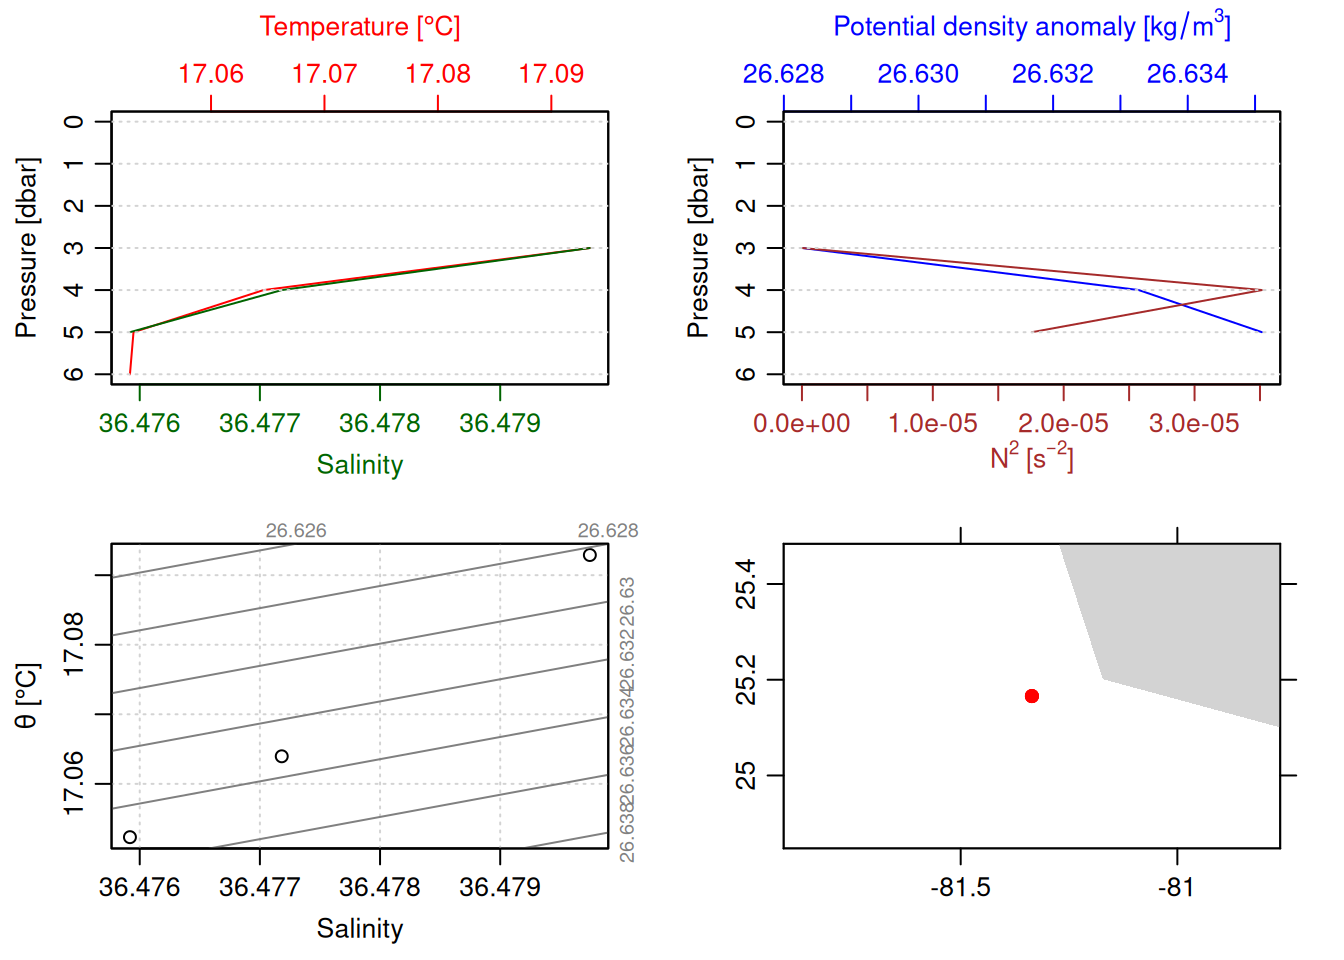 Temperature [°C]
17.06 17.07 17.08 17.09
Pressure [dbar]
0
1
2
3
4
5
6
36.476 36.477 36.478 36.479
Salinity
Potential density anomaly [kg/m³]
26.628 26.630 26.632 26.634
Pressure [dbar]
0
1
2
3
4
5
6
0.0e+00 1.0e-05 2.0e-05 3.0e-05
N² [s⁻²]
26.626 26.628
θ [°C]
17.08
17.06
26.63
26.632
26.634
26.636
26.638
36.476 36.477 36.478 36.479
Salinity
25.4
25.2
25
-81.5 -81